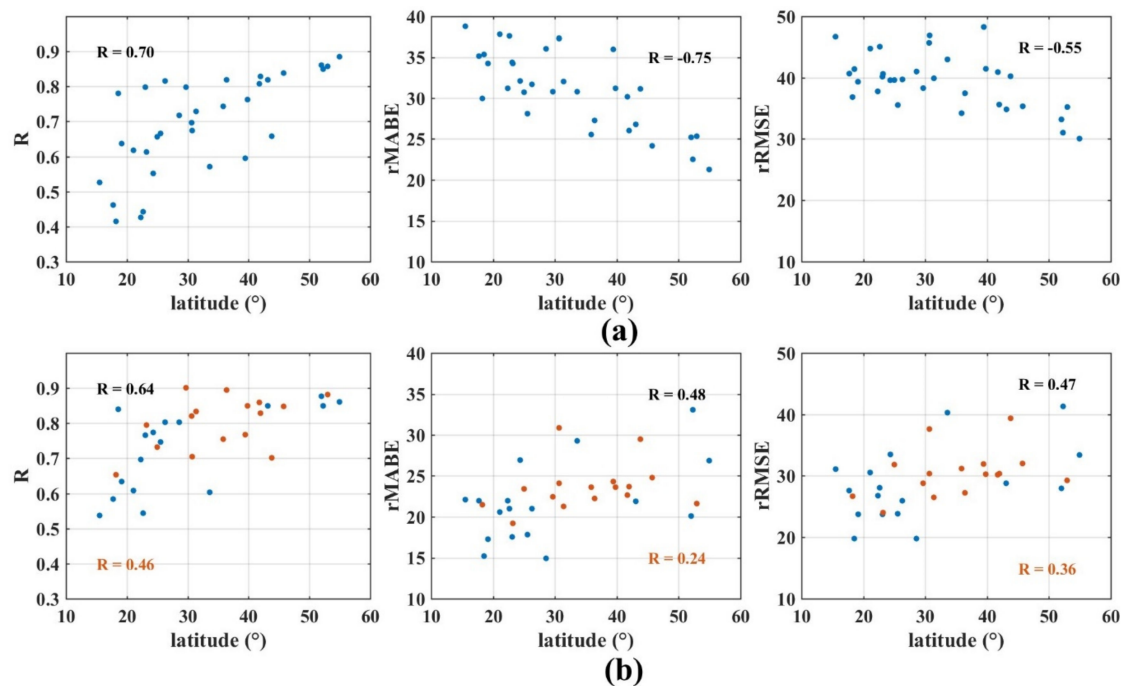 0.9
0.8
0.7
0.6
0.5
0.4
0.3
R
R = 0.70
10 20 30 40 50 60
latitude (°)
40
35
30
25
20
15
10
rMABE
R = -0.75
10 20 30 40 50 60
latitude (°)
50
40
30
20
10
rRMSE
R = -0.55
10 20 30 40 50 60
latitude (°)
(a)
0.9
0.8
0.7
0.6
0.5
0.4
0.3
R
R = 0.64
R = 0.46
10 20 30 40 50 60
latitude (°)
40
35
30
25
20
15
10
rMABE
R = 0.48
R = 0.24
10 20 30 40 50 60
latitude (°)
50
40
30
20
10
rRMSE
R = 0.47
R = 0.36
10 20 30 40 50 60
latitude (°)
(b)